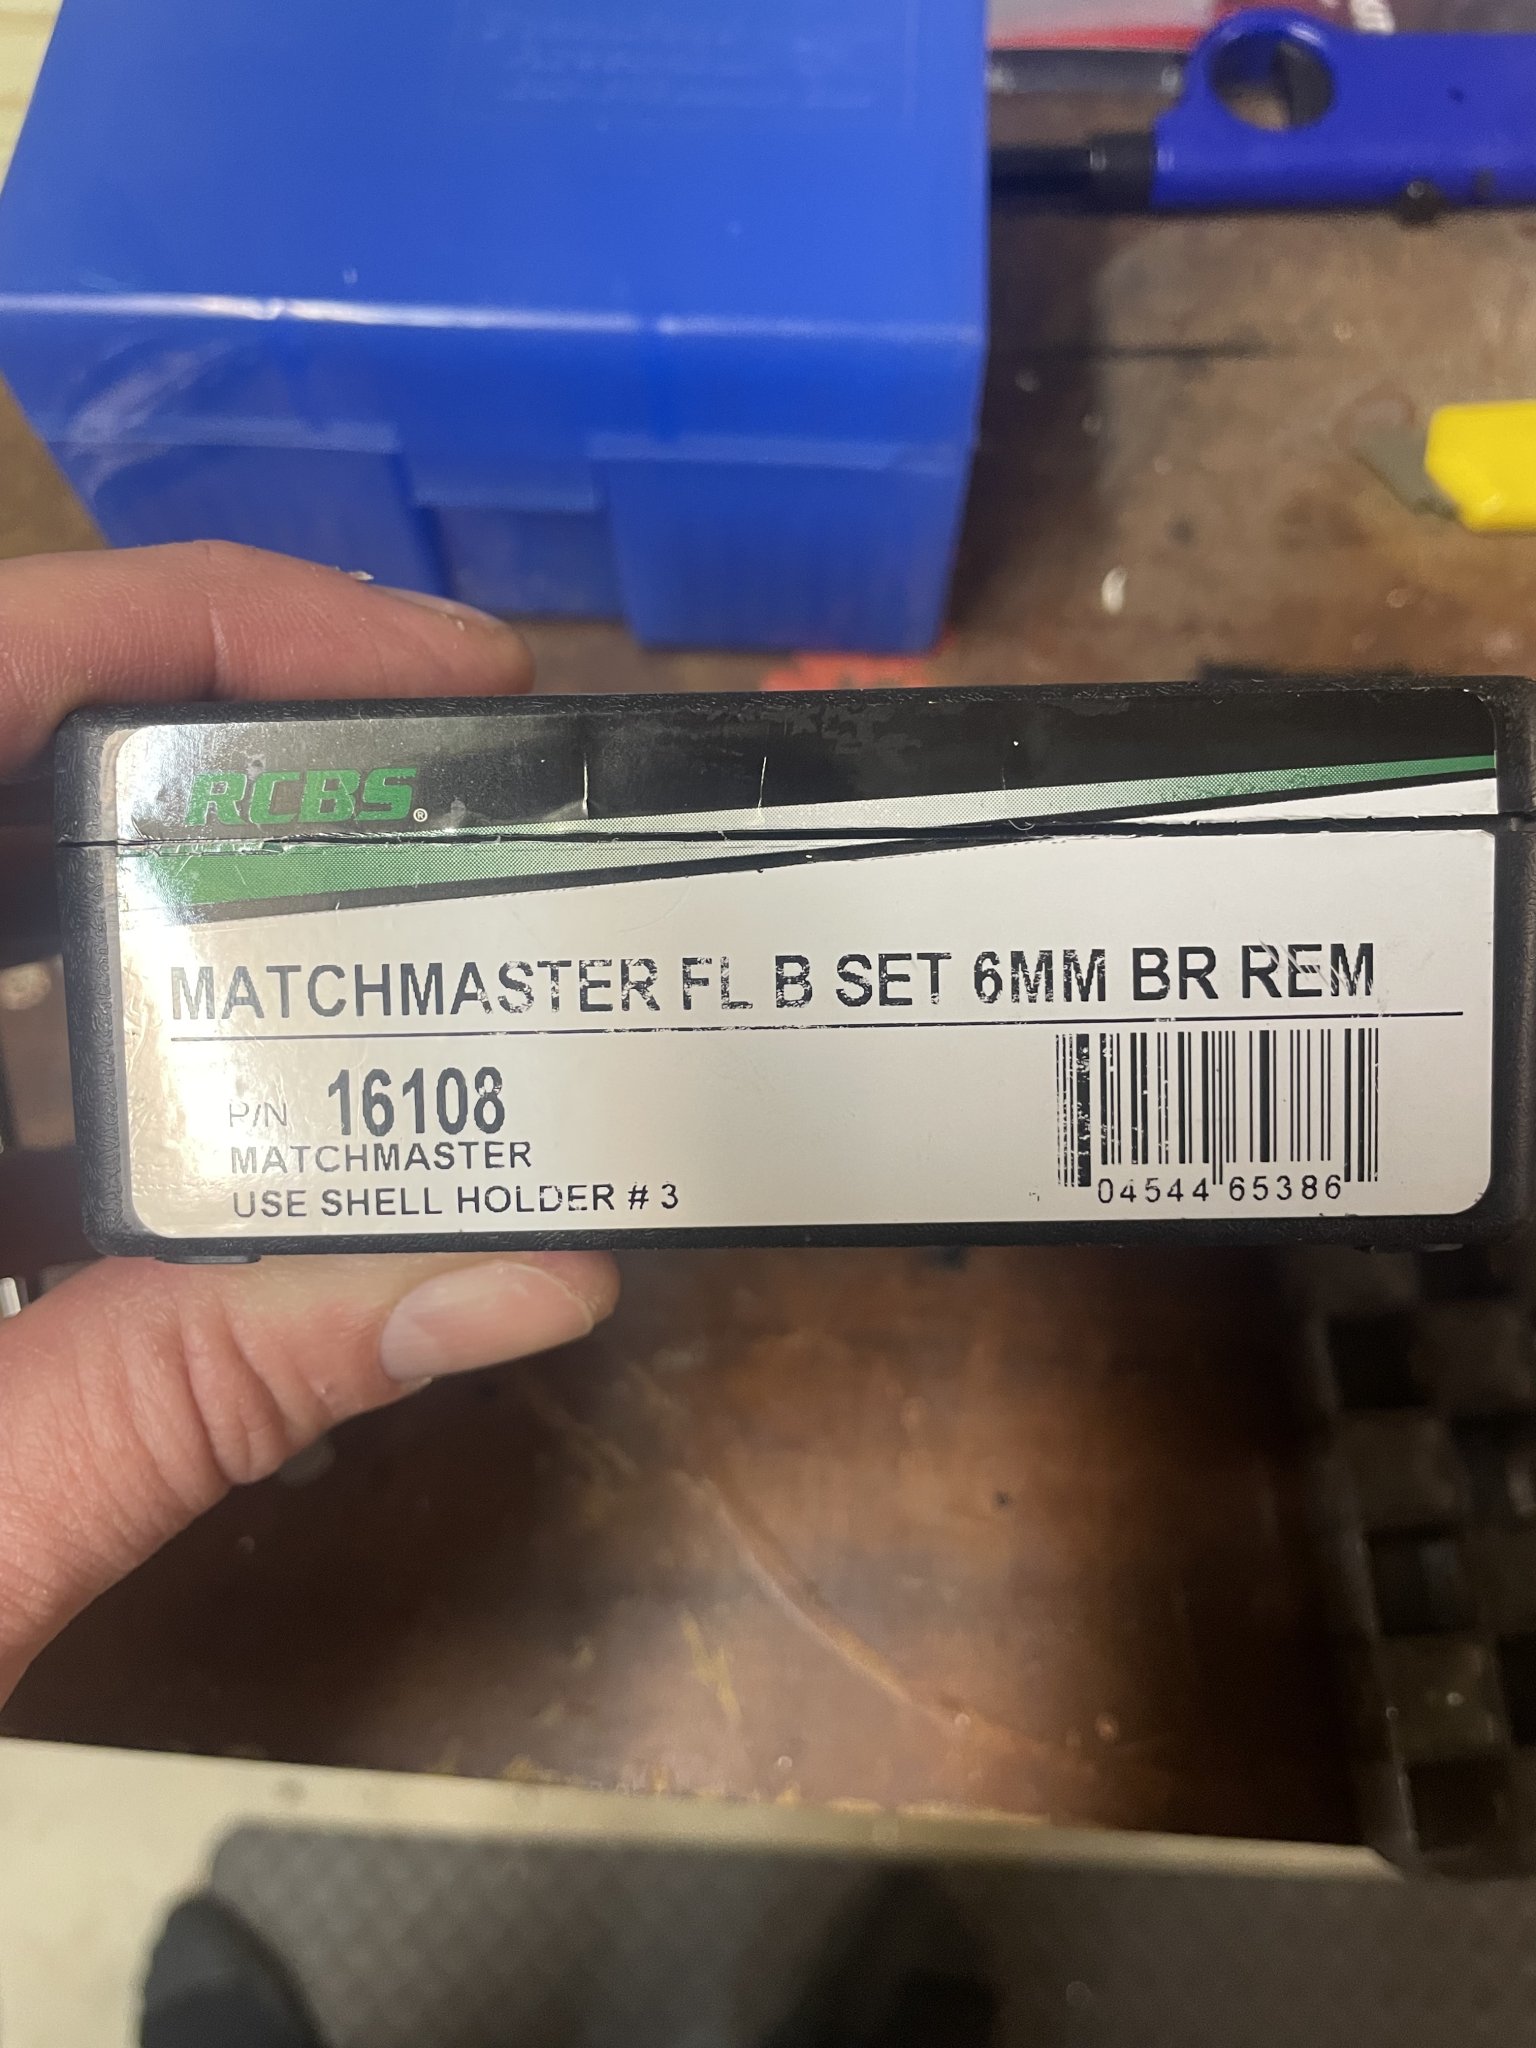 RCBS®
MATCHMASTER FL B SET 6MM BR REM
P/N 16108
MATCHMASTER
USE SHELL HOLDER # 3
04544 65386